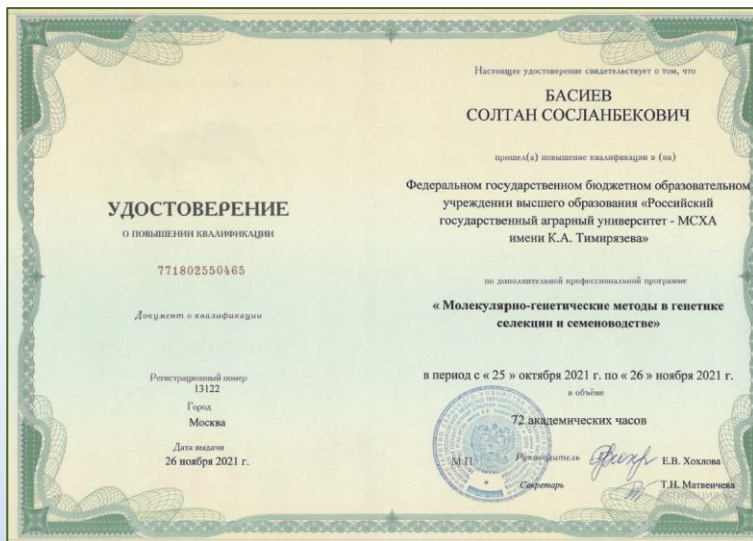 УДОСТОВЕРЕНИЕ
О ПОВЫШЕНИИ КВАЛИФИКАЦИИ
771802550465
Документ о квалификации
Регистрационный номер
13122
Город
Москва
Дата выдачи
26 ноября 2021 г.
Настоящее удостоверение свидетельствует о том, что
БАСИЕВ
СОЛТАН СОСЛАНБЕКОВИЧ
прошел(а) повышение квалификации в (на)
Федеральном государственном бюджетном образовательном
учреждении высшего образования «Российский
государственный аграрный университет - МСХА
имени К.А. Тимирязева»
по дополнительной профессиональной программе
« Молекулярно-генетические методы в генетике
селекции и семеноводстве»
в период с « 25 » октября 2021 г. по « 26 » ноября 2021 г.
в объёме
72 академических часов
М.П. Руководитель Е.В. Хохлова
Секретарь Т.Н. Матвенчева